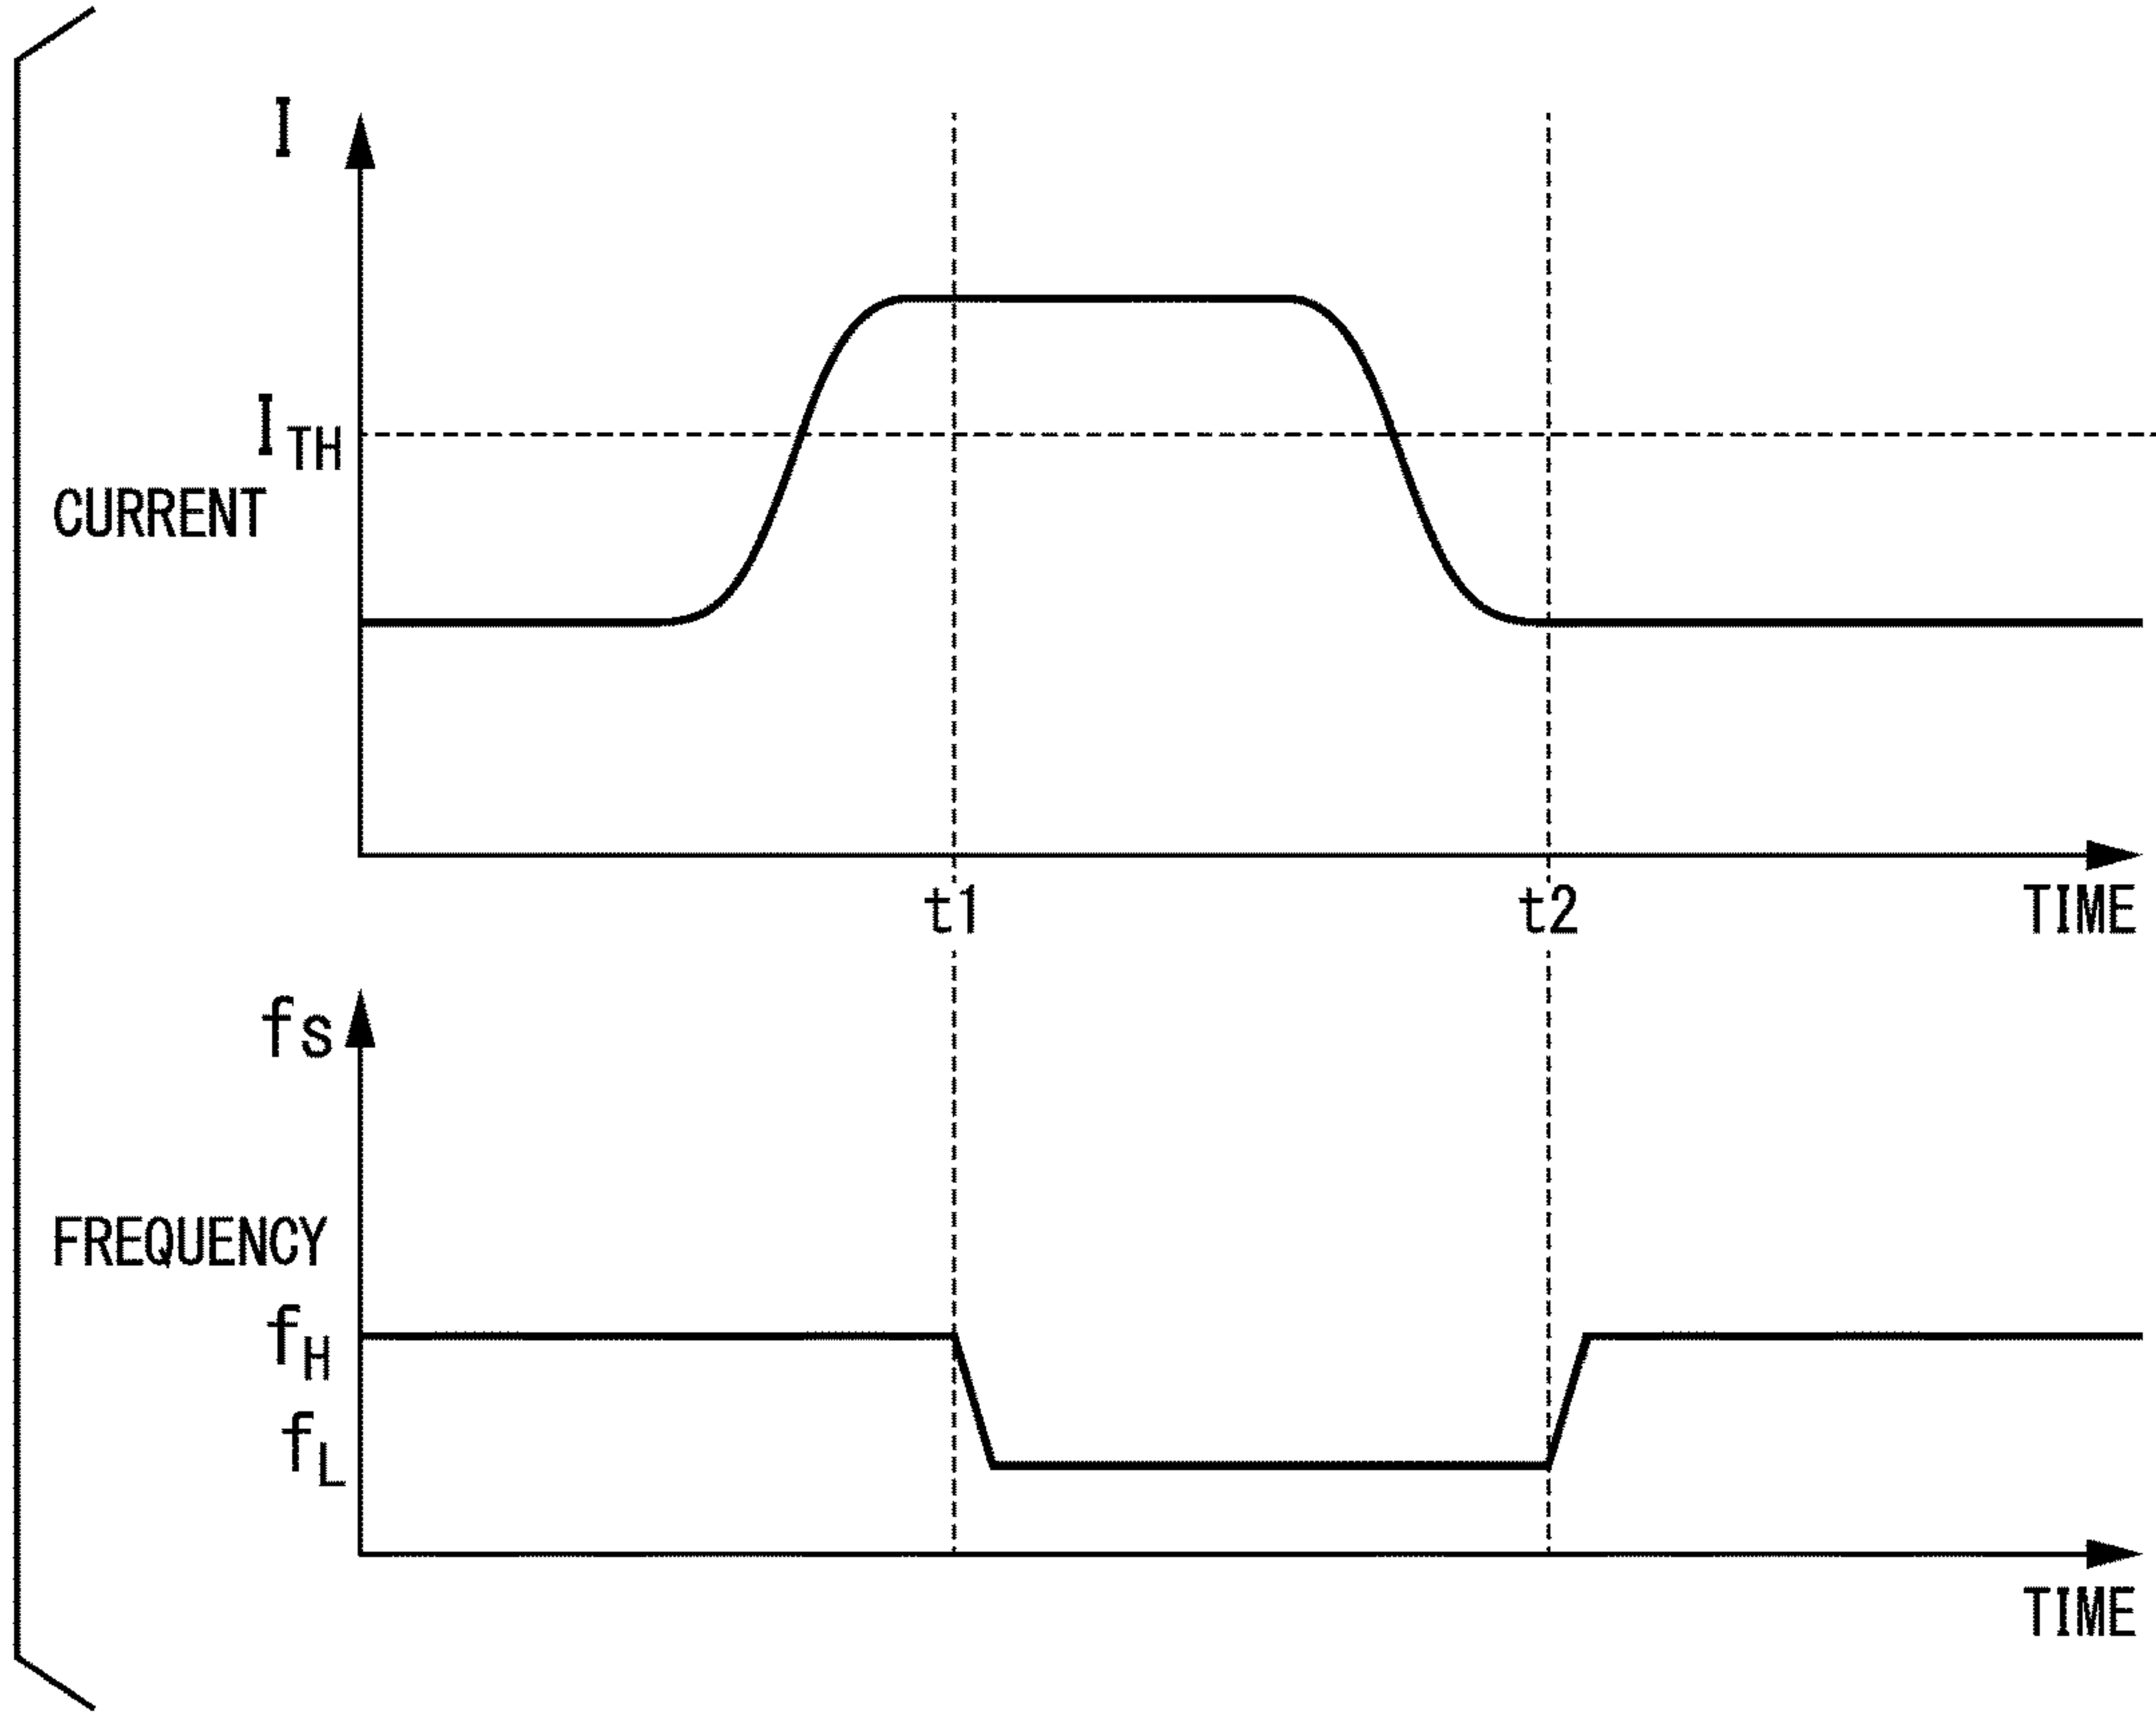 I
I TH
CURRENT
t1 t2 TIME
fs
FREQUENCY
fH
fL
TIME